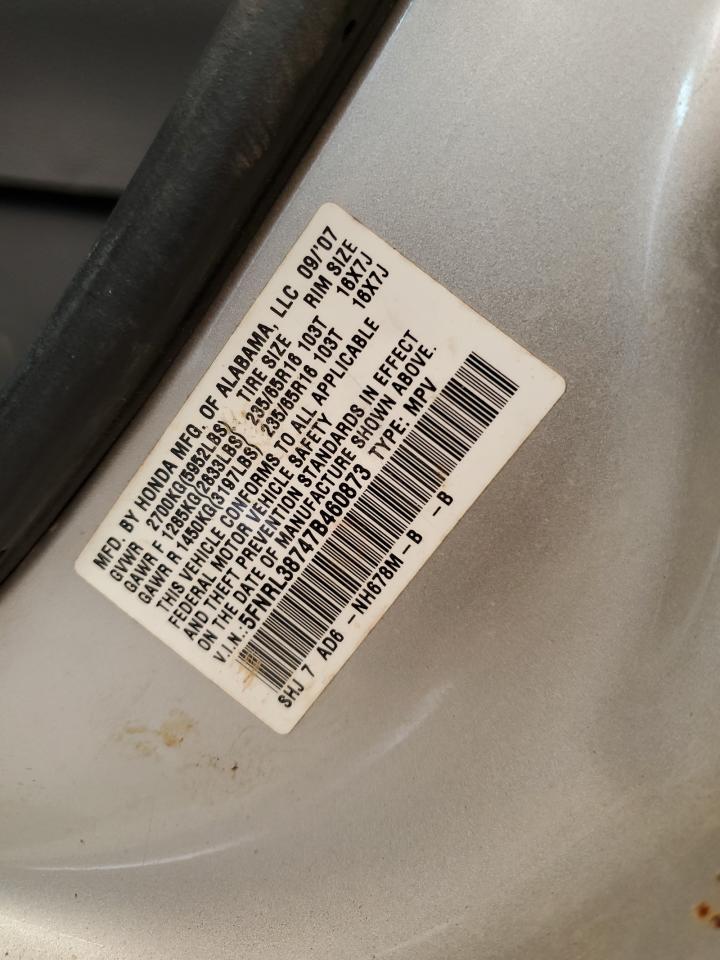 MFD. BY HONDA MFG. OF ALABAMA, LLC 09/'07
GVWR 2700KG(5952LBS) TIRE SIZE RIM SIZE
GAWR F 1285KG(2833LBS) 235/65R16 103T 16X7J
GAWR R 1450KG(3197LBS) 235/65R16 103T 16X7J
THIS VEHICLE CONFORMS TO ALL APPLICABLE
FEDERAL MOTOR VEHICLE SAFETY
AND THEFT PREVENTION STANDARDS IN EFFECT
ON THE DATE OF MANUFACTURE SHOWN ABOVE.
V.I.N.:5FNRL38747B460873 TYPE: MPV
SHJ 7 AD6 -NH678M-B -B